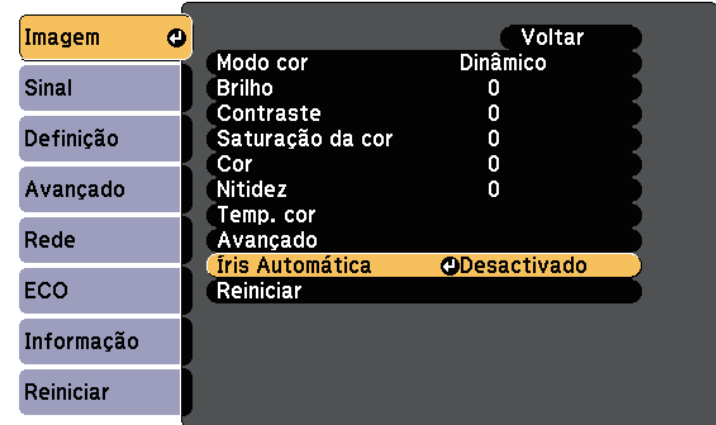 Imagem
Sinal
Definição
Avançado
Rede
ECO
Informação
Reiniciar
Voltar
Modo cor Dinâmico
Brilho 0
Contraste 0
Saturação da cor 0
Cor 0
Nitidez 0
Temp. cor
Avançado
Íris Automática Desactivado
Reiniciar